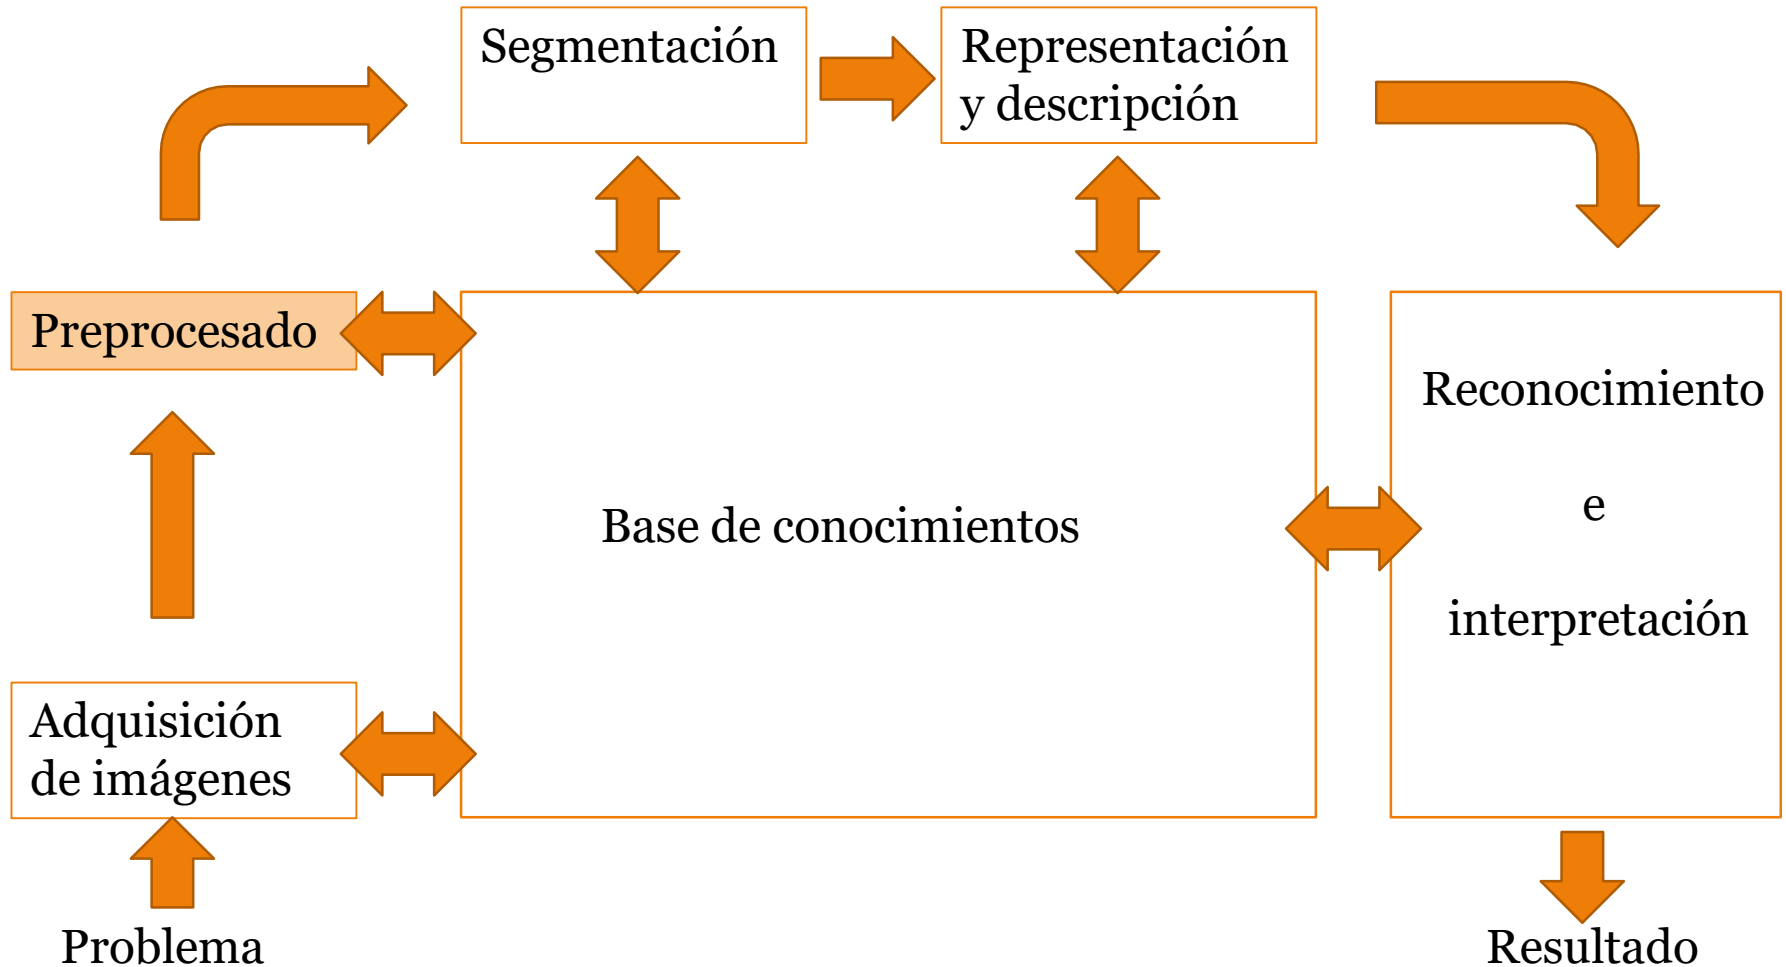 Segmentación
Representación
y descripción
Preprocesado
Base de conocimientos
Reconocimiento
e
interpretación
Adquisición
de imágenes
Problema
Resultado